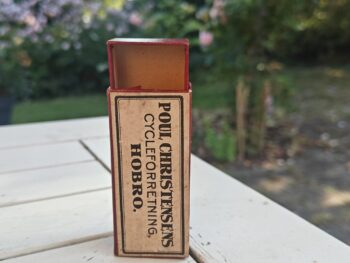 POUL CHRISTENSENS
CYCLEFORRETNING,
HOBRO.